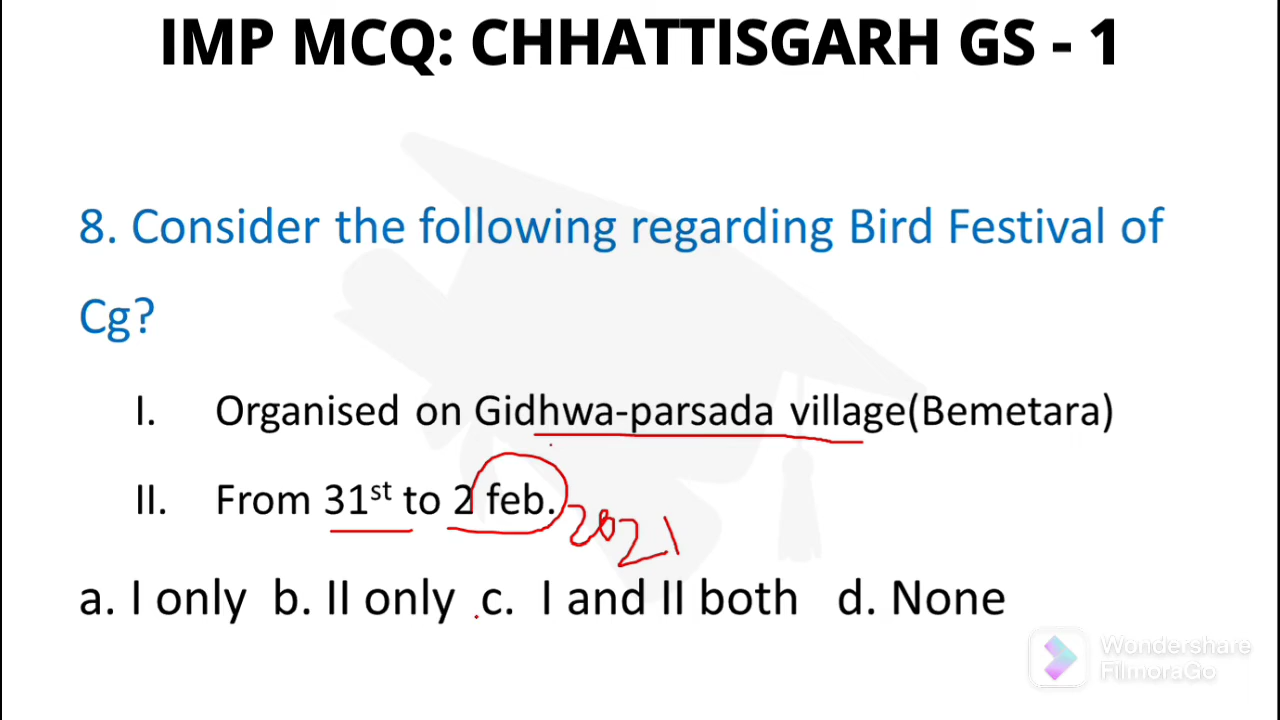 IMP MCQ: CHHATTISGARH GS - 1
8. Consider the following regarding Bird Festival of
Cg?
I. Organised on Gidhwa-parsada village(Bemetara)
II. From 31st to 2 feb. 2021
a. I only b. II only c. I and II both d. None
Wondershare
FilmoraGo